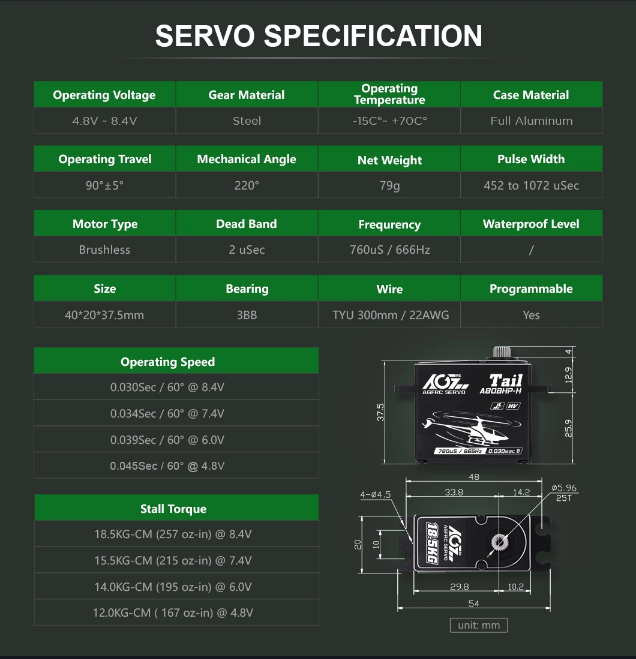 SERVO SPECIFICATION
Operating Voltage Gear Material Operating Temperature Case Material
4.8V - 8.4V Steel -15C°- +70C° Full Aluminum
Operating Travel Mechanical Angle Net Weight Pulse Width
90°±5° 220° 79g 452 to 1072 uSec
Motor Type Dead Band Frequrency Waterproof Level
Brushless 2 uSec 760uS / 666Hz /
Size Bearing Wire Programmable
40*20*37.5mm 3BB TYU 300mm / 22AWG Yes
Operating Speed
0.030Sec / 60° @ 8.4V
0.034Sec / 60° @ 7.4V
0.039Sec / 60° @ 6.0V
0.045Sec / 60° @ 4.8V
Stall Torque
18.5KG-CM (257 oz-in) @ 8.4V
15.5KG-CM (215 oz-in) @ 7.4V
14.0KG-CM (195 oz-in) @ 6.0V
12.0KG-CM ( 167 oz-in) @ 4.8V
4
12.9
25.9
37.5
AGF RC Tail
AGFRC SERVO A80BHP-H
HV
760uS / 666Hz 0.030sec
48
33.8 14.2
4-Ø4.5
Ø5.96
25T
20
10
AGF
AGFRC SERVO
18.5KG
29.8 10.2
54
unit: mm